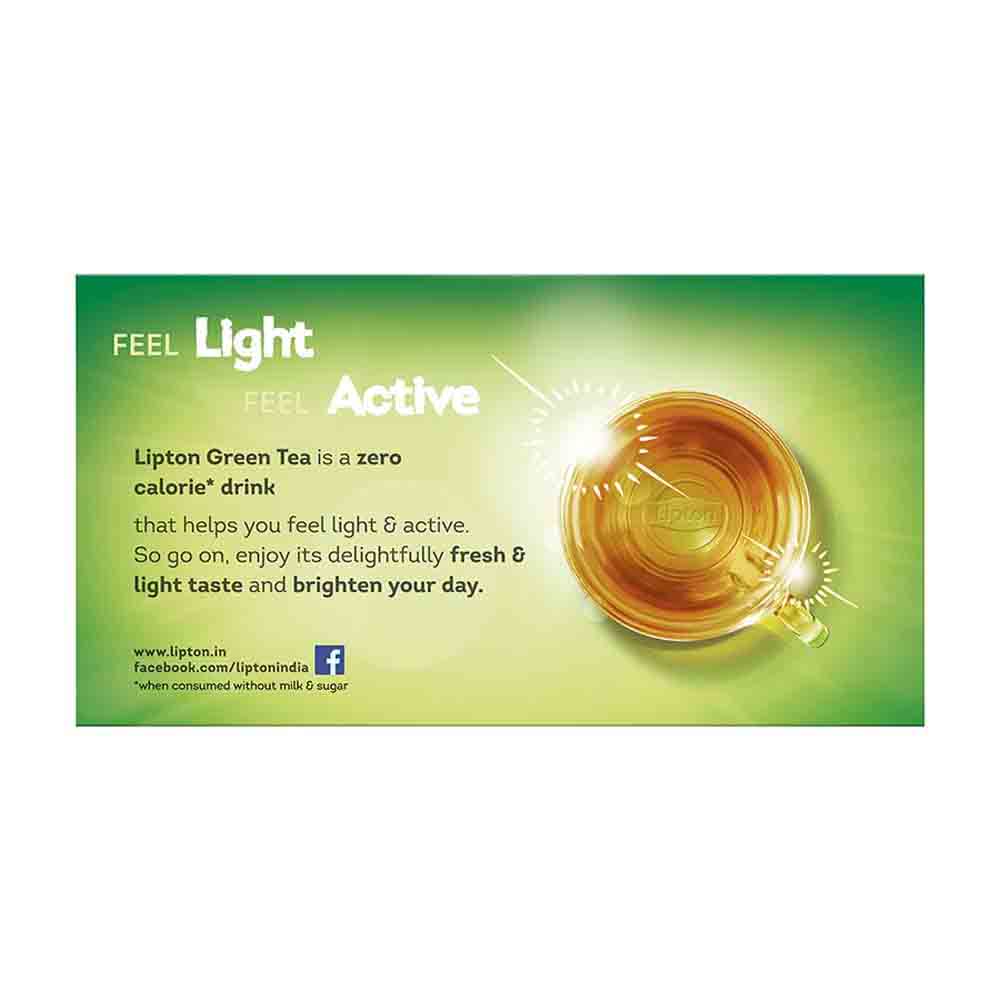 FEEL Light
FEEL Active
Lipton Green Tea is a zero
calorie* drink
that helps you feel light & active.
So go on, enjoy its delightfully fresh &
light taste and brighten your day.
www.lipton.in
facebook.com/liptonindia f
*when consumed without milk & sugar
Lipton